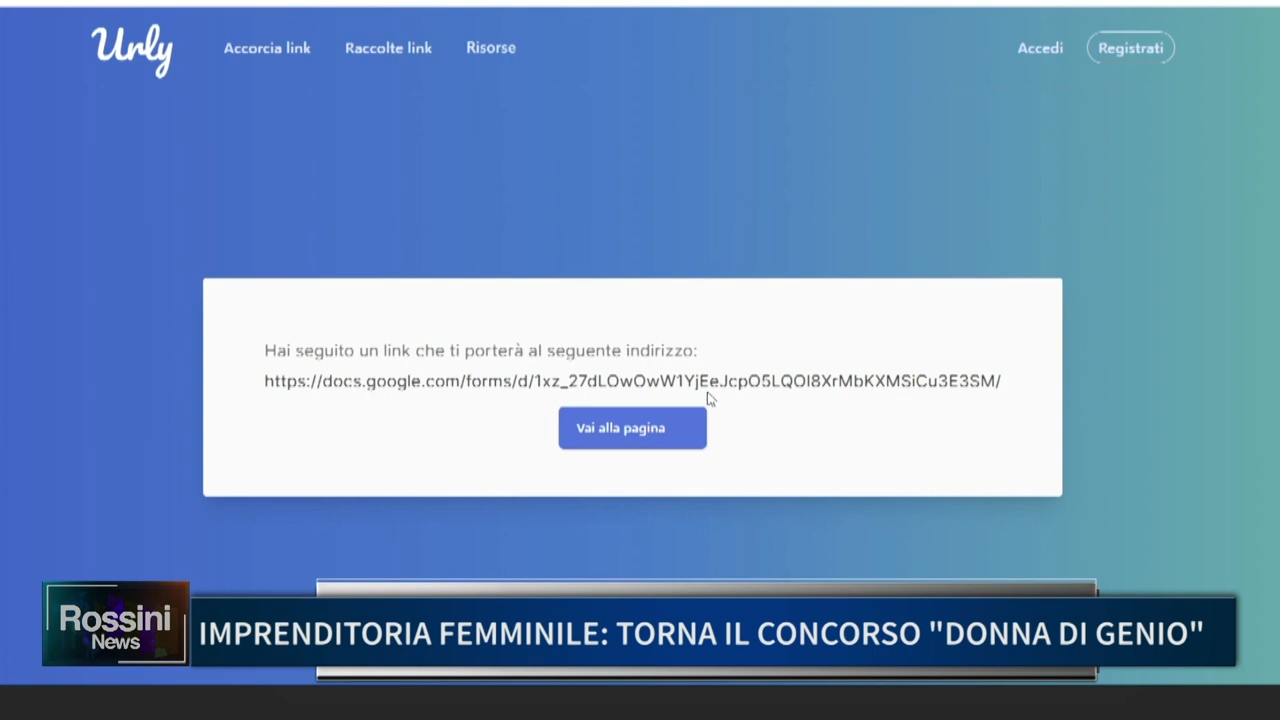 Urly
Accorcia link
Raccolte link
Risorse
Accedi
Registrati
Hai seguito un link che ti porterà al seguente indirizzo:
https://docs.google.com/forms/d/1xz_27dLOwOwW1YjEeJcpO5LQOI8XrMbKXMSiCu3E3SM/
Vai alla pagina
Rossini
News
IMPRENDITORIA FEMMINILE: TORNA IL CONCORSO "DONNA DI GENIO"